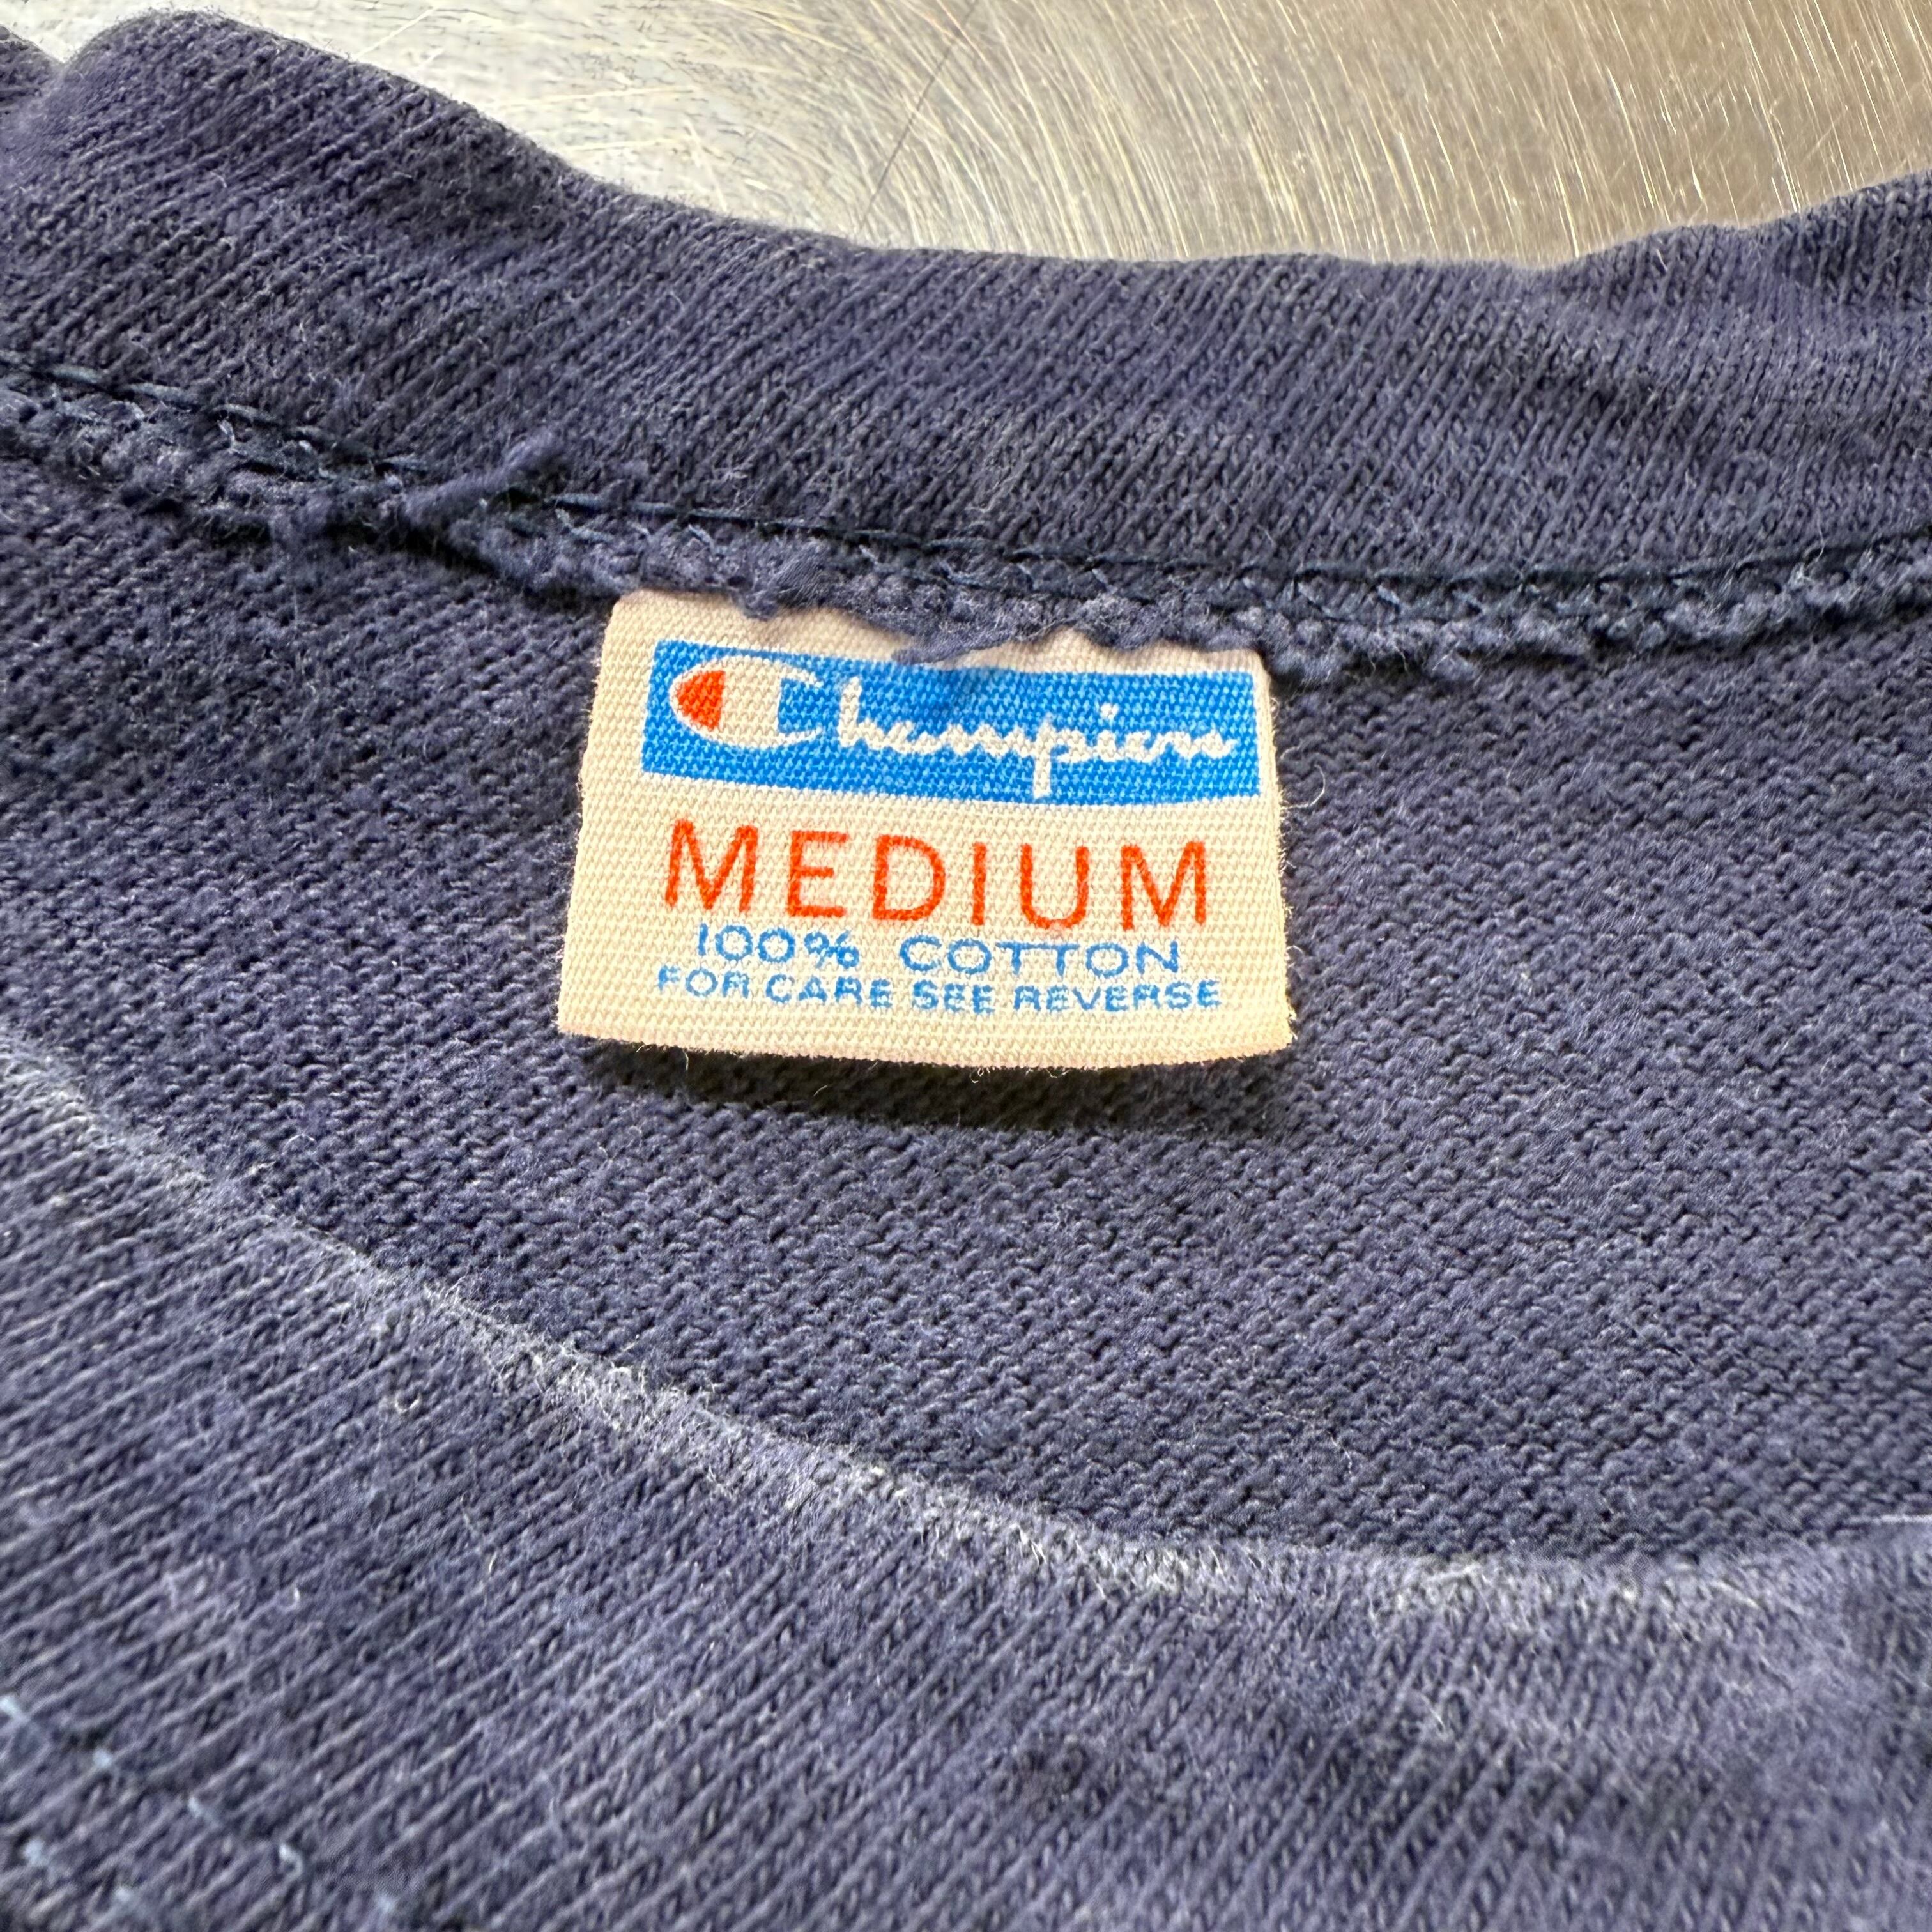 Champion
MEDIUM
100% COTTON
FOR CARE SEE REVERSE